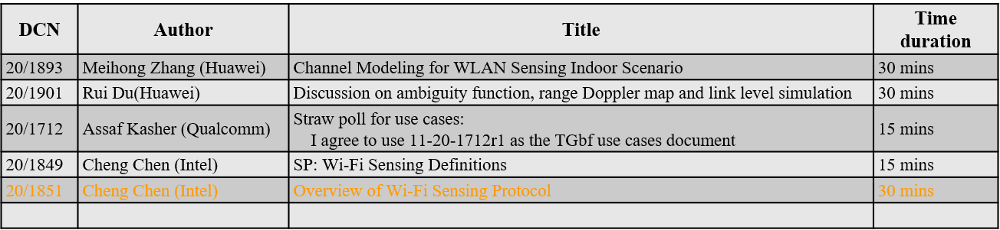 DCN Author Title Time duration
20/1893 Meihong Zhang (Huawei) Channel Modeling for WLAN Sensing Indoor Scenario 30 mins
20/1901 Rui Du(Huawei) Discussion on ambiguity function, range Doppler map and link level simulation 30 mins
20/1712 Assaf Kasher (Qualcomm) Straw poll for use cases:
I agree to use 11-20-1712r1 as the TGbf use cases document 15 mins
20/1849 Cheng Chen (Intel) SP: Wi-Fi Sensing Definitions 15 mins
20/1851 Cheng Chen (Intel) Overview of Wi-Fi Sensing Protocol 30 mins